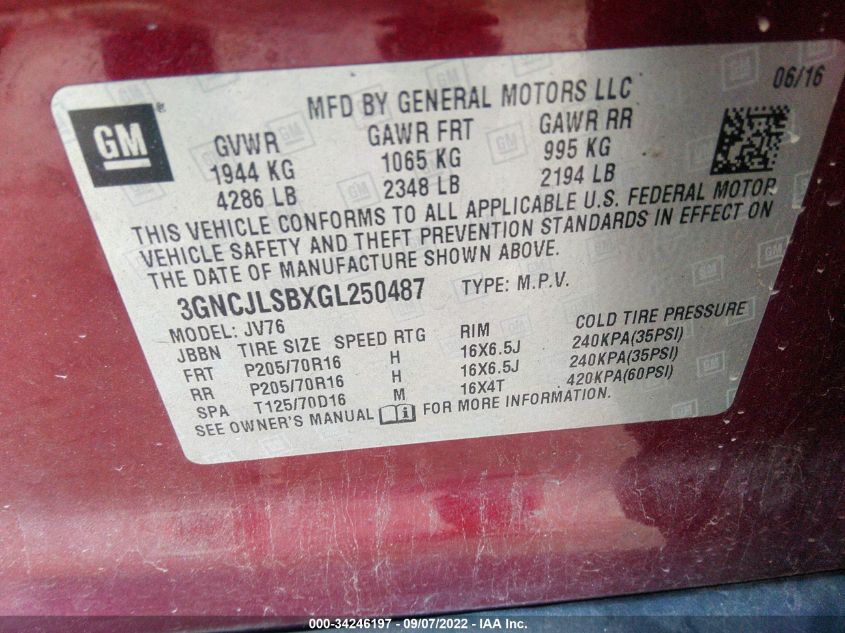 06/16
GM ®
MFD BY GENERAL MOTORS LLC
GVWR GAWR FRT GAWR RR
1944 KG 1065 KG 995 KG
4286 LB 2348 LB 2194 LB
THIS VEHICLE CONFORMS TO ALL APPLICABLE U.S. FEDERAL MOTOR
VEHICLE SAFETY AND THEFT PREVENTION STANDARDS IN EFFECT ON
THE DATE OF MANUFACTURE SHOWN ABOVE.
3GNCJLSBXGL250487 TYPE: M.P.V.
MODEL: JV76
JBBN TIRE SIZE SPEED RTG RIM COLD TIRE PRESSURE
FRT P205/70R16 H 16X6.5J 240KPA(35PSI)
RR P205/70R16 H 16X6.5J 240KPA(35PSI)
SPA T125/70D16 M 16X4T 420KPA(60PSI)
SEE OWNER'S MANUAL FOR MORE INFORMATION.
000-34246197 - 09/07/2022 - IAA Inc.